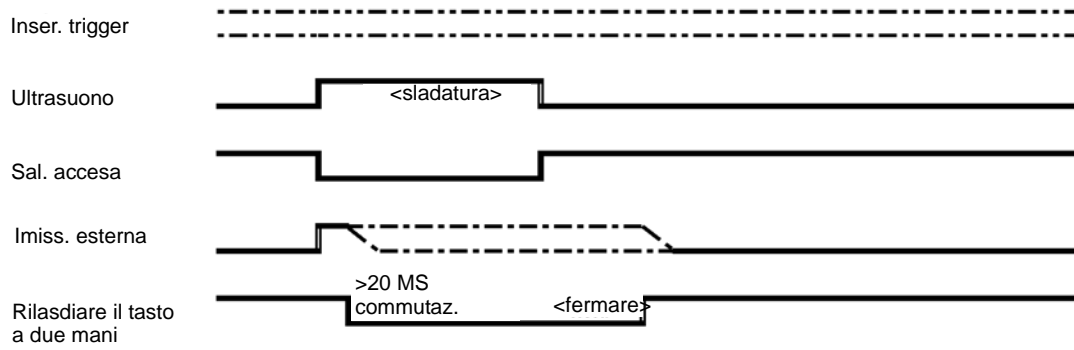 Inser. trigger
Ultrasuono
<sladatura>
Sal. accesa
Imiss. esterna
>20 MS
commutaz.
<fermare>
Rilasdiare il tasto
a due mani